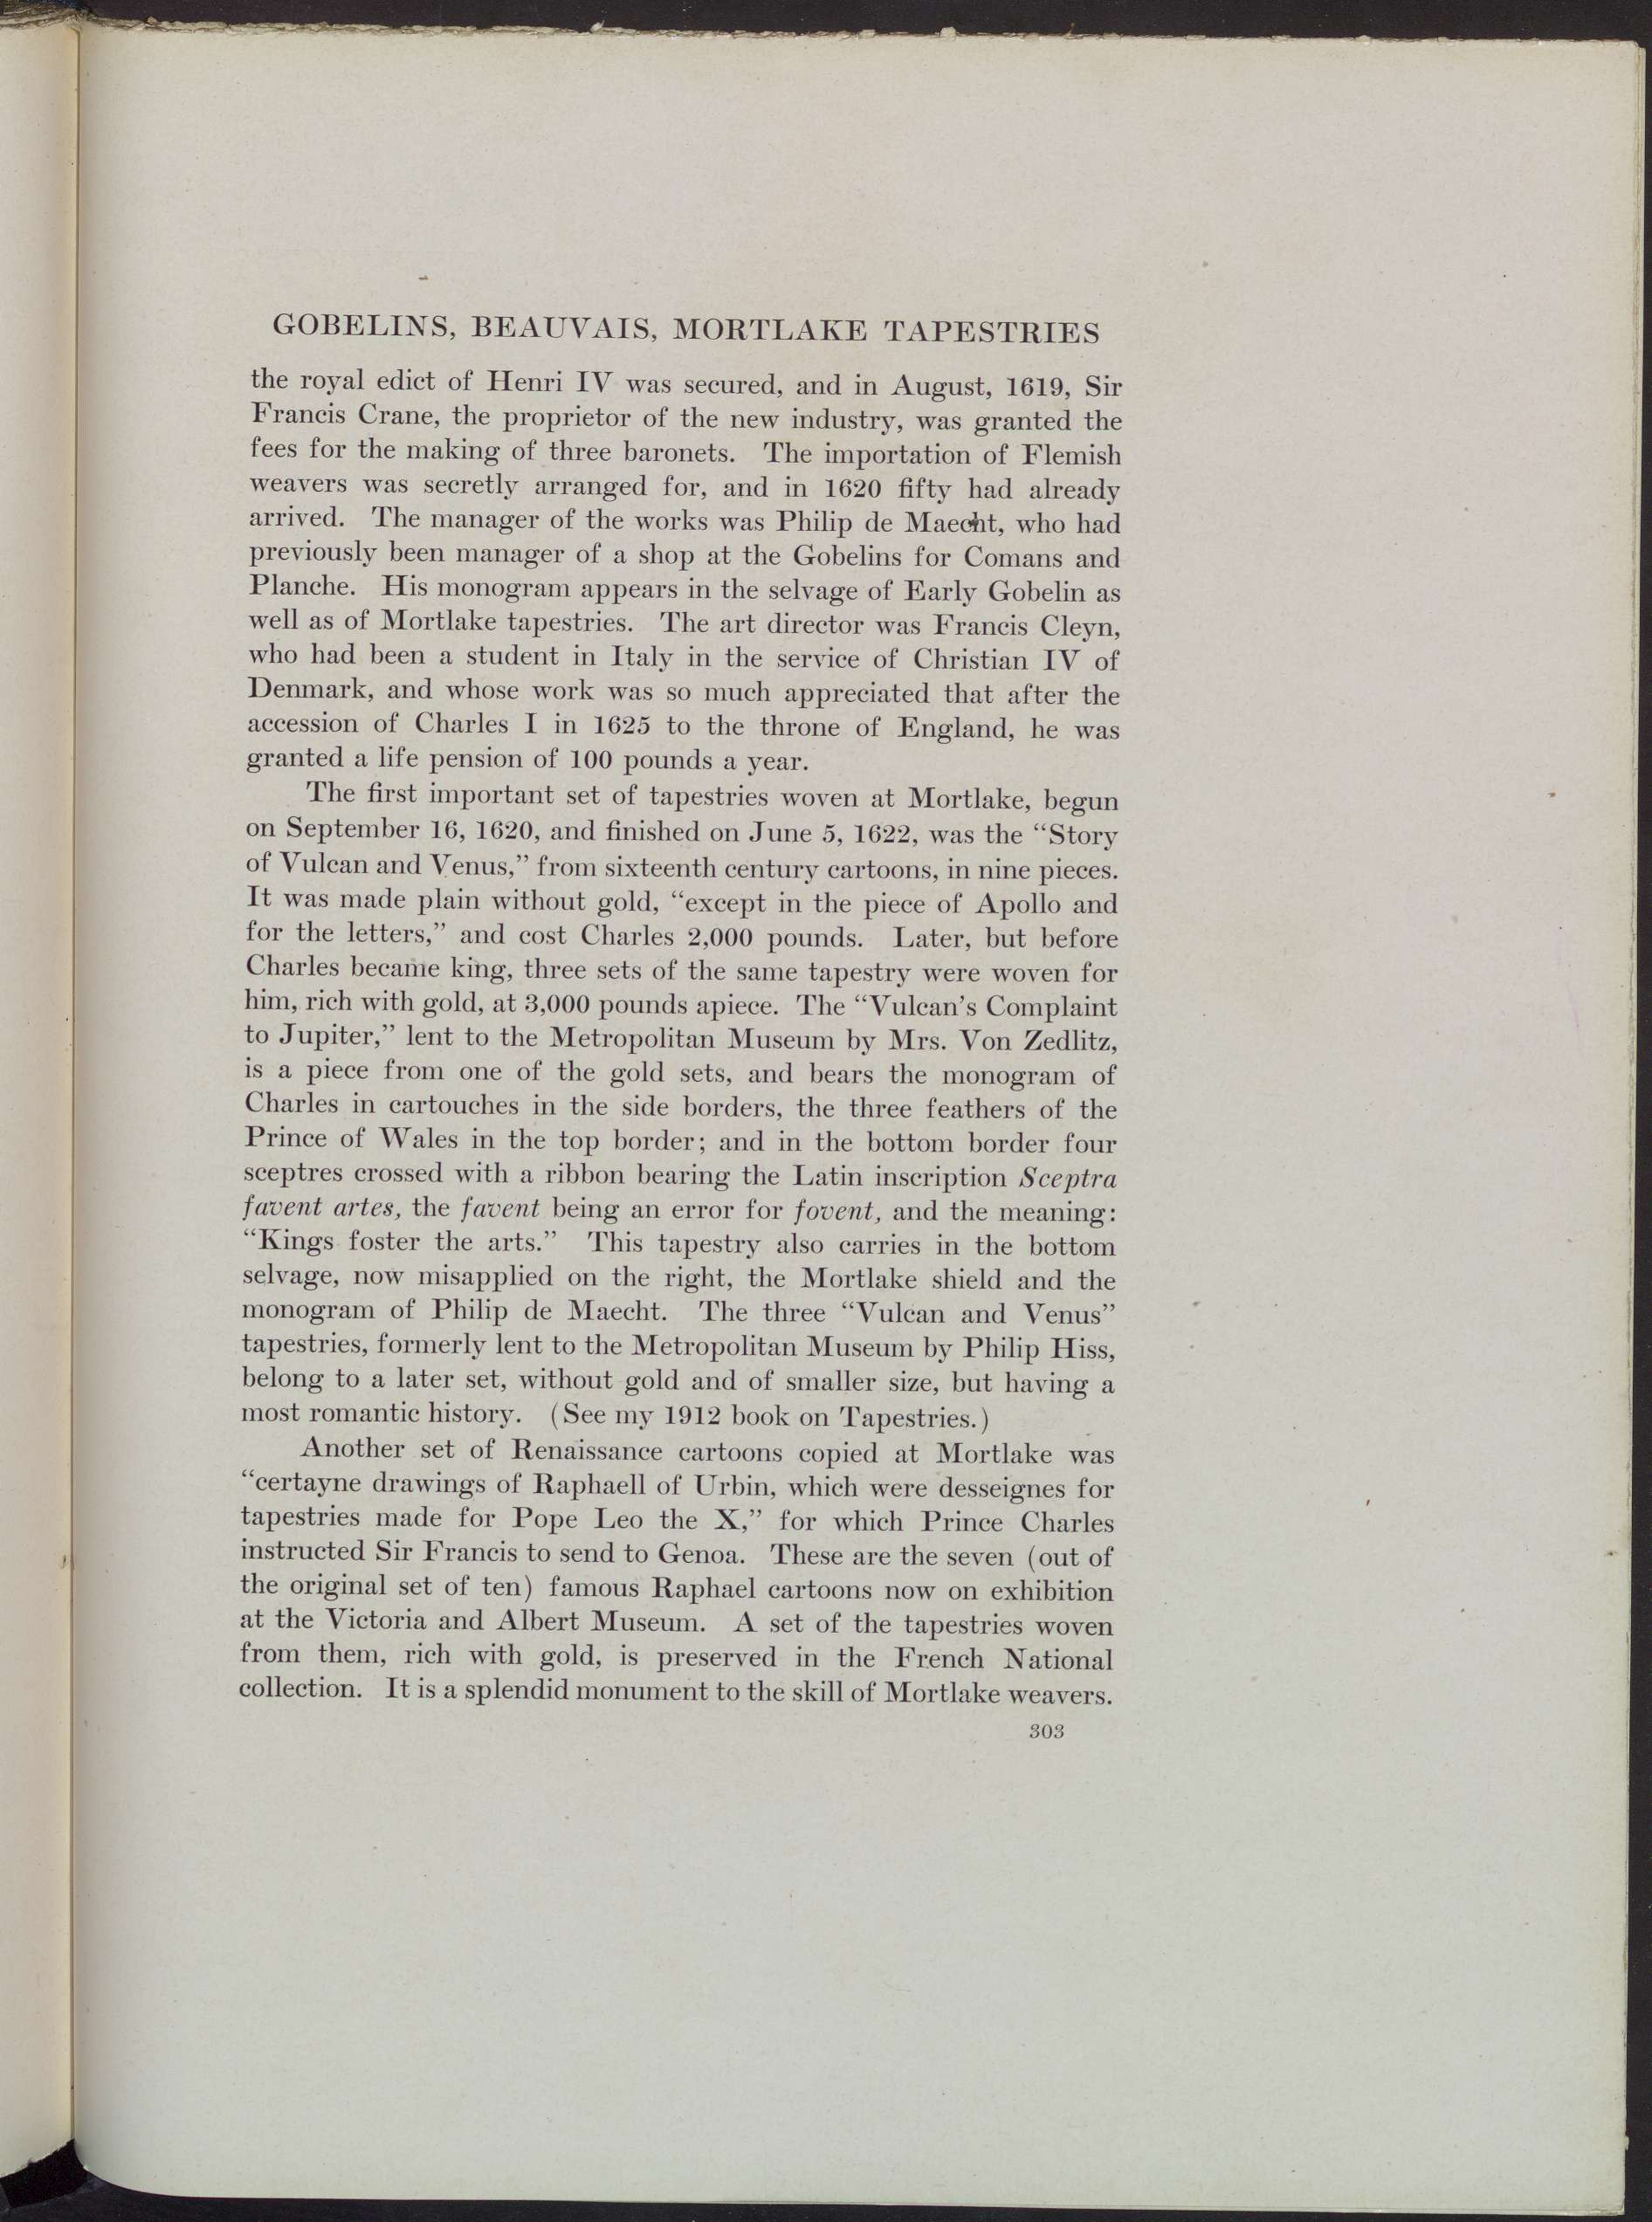 GOBELINS, BEAUVAIS, MORTLAKE TAPESTRIES
the royal edict of Henri IV was secured, and in August, 1619, Sir
Francis Crane, the proprietor of the new industry, was granted the
fees for the making of three baronets. The importation of Flemish
weavers was secretly arranged for, and in 1620 fifty had already
arrived. The manager of the works was Philip de Maecht, who had
previously been manager of a shop at the Gobelins for Comans and
Planche. His monogram appears in the selvage of Early Gobelin as
well as of Mortlake tapestries. The art director was Francis Cleyn,
who had been a student in Italy in the service of Christian IV of
Denmark, and whose work was so much appreciated that after the
accession of Charles I in 1625 to the throne of England, he was
granted a life pension of 100 pounds a year.
The first important set of tapestries woven at Mortlake, begun
on September 16, 1620, and finished on June 5, 1622, was the “Story
of Vulcan and Venus,” from sixteenth century cartoons, in nine pieces.
It was made plain without gold, “except in the piece of Apollo and
for the letters,” and cost Charles 2,000 pounds. Later, but before
Charles became king, three sets of the same tapestry were woven for
him, rich with gold, at 3,000 pounds apiece. The “Vulcan’s Complaint
to Jupiter,” lent to the Metropolitan Museum by Mrs. Von Zedlitz,
is a piece from one of the gold sets, and bears the monogram of
Charles in cartouches in the side borders, the three feathers of the
Prince of Wales in the top border; and in the bottom border four
sceptres crossed with a ribbon bearing the Latin inscription Sceptra
favent artes, the favent being an error for fovent, and the meaning:
“Kings foster the arts.” This tapestry also carries in the bottom
selvage, now misapplied on the right, the Mortlake shield and the
monogram of Philip de Maecht. The three “Vulcan and Venus”
tapestries, formerly lent to the Metropolitan Museum by Philip Hiss,
belong to a later set, without gold and of smaller size, but having a
most romantic history. (See my 1912 book on Tapestries.)
Another set of Renaissance cartoons copied at Mortlake was
“certayne drawings of Raphaell of Urbin, which were desseignes for
tapestries made for Pope Leo the X,” for which Prince Charles
instructed Sir Francis to send to Genoa. These are the seven (out of
the original set of ten) famous Raphael cartoons now on exhibition
at the Victoria and Albert Museum. A set of the tapestries woven
from them, rich with gold, is preserved in the French National
collection. It is a splendid monument to the skill of Mortlake weavers.
303